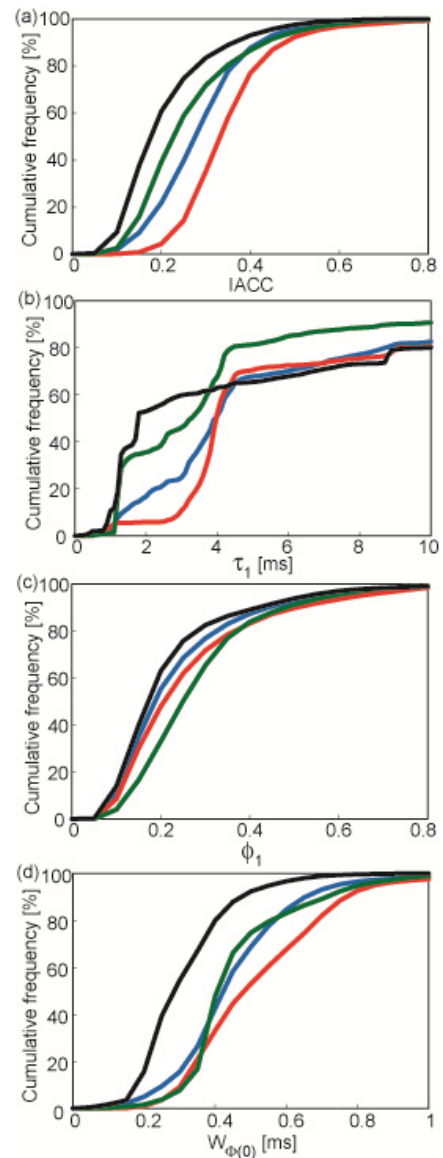 (a)
Cumulative frequency [%]
100
80
60
40
20
0
0 0.2 0.4 0.6 0.8
IACC
(b)
Cumulative frequency [%]
100
80
60
40
20
0
0 2 4 6 8 10
τ1 [ms]
(c)
Cumulative frequency [%]
100
80
60
40
20
0
0 0.2 0.4 0.6 0.8
ϕ1
(d)
Cumulative frequency [%]
100
80
60
40
20
0
0 0.2 0.4 0.6 0.8 1
WΦ(0) [ms]